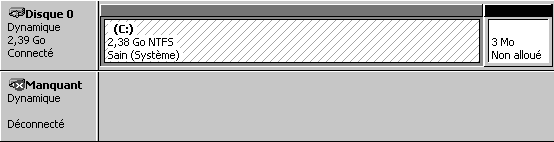 Disque 0
Dynamique
2,39 Go
Connecté
(C:)
2,38 Go NTFS
Sain (Système)
3 Mo
Non alloué
Manquant
Dynamique
Déconnecté